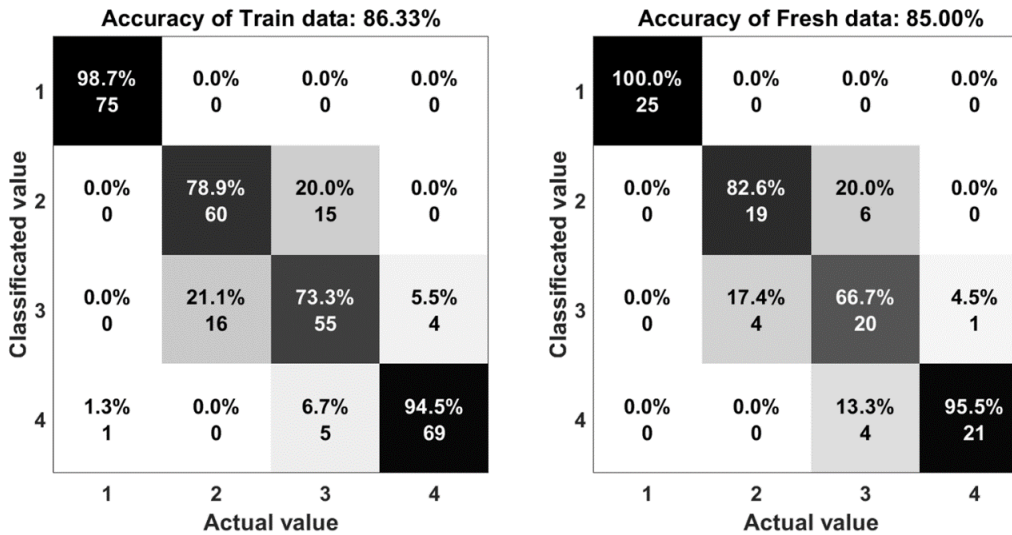 Accuracy of Train data: 86.33%
Classificated value
1
98.7% 0.0% 0.0% 0.0%
75 0 0 0
2
0.0% 78.9% 20.0% 0.0%
0 60 15 0
3
0.0% 21.1% 73.3% 5.5%
0 16 55 4
4
1.3% 0.0% 6.7% 94.5%
1 0 5 69
1 2 3 4
Actual value
Accuracy of Fresh data: 85.00%
Classificated value
1
100.0% 0.0% 0.0% 0.0%
25 0 0 0
2
0.0% 82.6% 20.0% 0.0%
0 19 6 0
3
0.0% 17.4% 66.7% 4.5%
0 4 20 1
4
0.0% 0.0% 13.3% 95.5%
0 0 4 21
1 2 3 4
Actual value